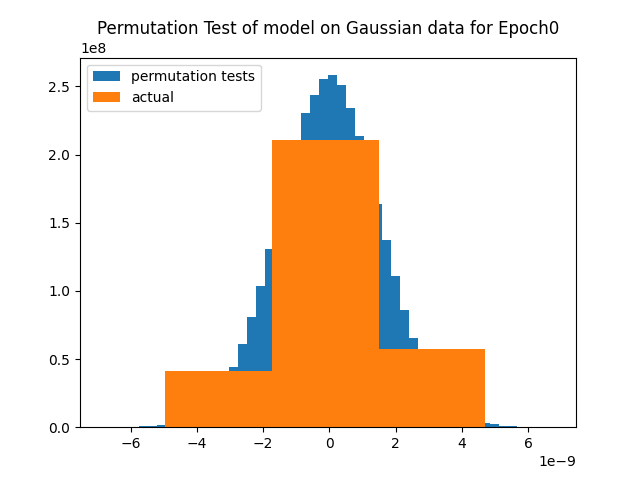 Permutation Test of model on Gaussian data for Epoch0
1e8
permutation tests
actual
2.5
2.0
1.5
1.0
0.5
0.0
−6 −4 −2 0 2 4 6
1e−9